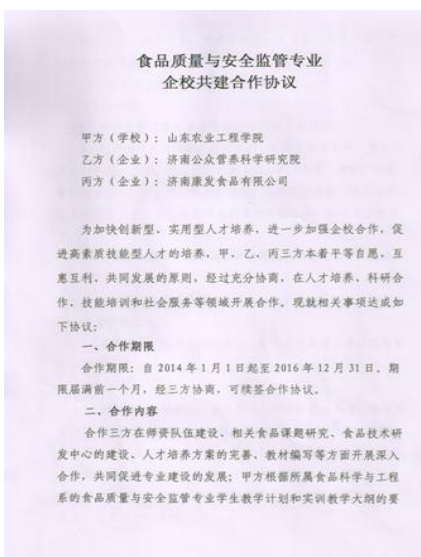 食品质量与安全监管专业
企校共建合作协议
甲方（学校）：山东农业工程学院
乙方（企业）：济南公众营养科学研究院
丙方（企业）：济南康发食品有限公司
为加快创新型、实用型人才培养，进一步加强企校合作，促
进高素质技能型人才的培养，甲、乙、丙三方本着平等自愿、互
惠互利、共同发展的原则，经过充分协商，在人才培养、科研合
作、技能培训和社会服务等领域开展合作。现就相关事项达成如
下协议：
一、合作期限
合作期限：自 2014 年 1 月 1 日起至 2016 年 12 月 31 日。期
限届满前一个月，经三方协商，可续签合作协议。
二、合作内容
合作三方在师资队伍建设、相关食品课题研究、食品技术研
发中心的建设、人才培养方案的完善、教材编写等方面开展深入
合作，共同促进专业建设的发展；甲方根据所属食品科学与工程
系的食品质量与安全监管专业学生教学计划和实训教学大纲的要